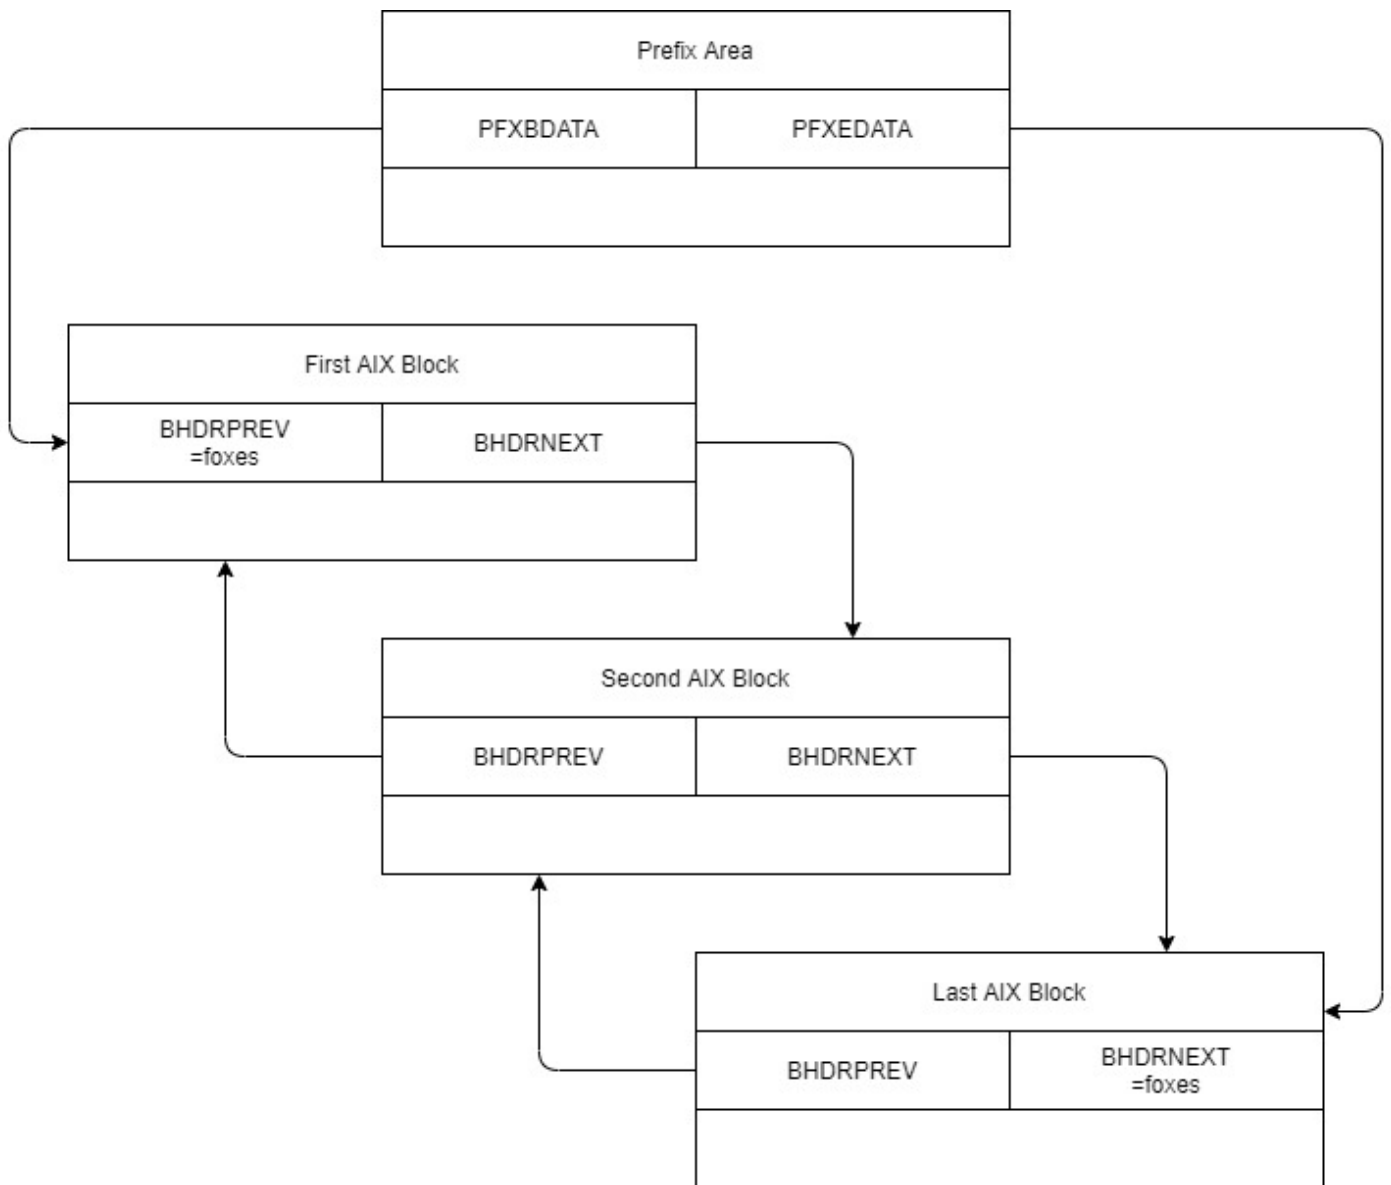 Prefix Area
PFXBDATA
PFXEDATA
First AIX Block
BHDRPREV
=foxes
BHDRNEXT
Second AIX Block
BHDRPREV
BHDRNEXT
Last AIX Block
BHDRPREV
BHDRNEXT
=foxes